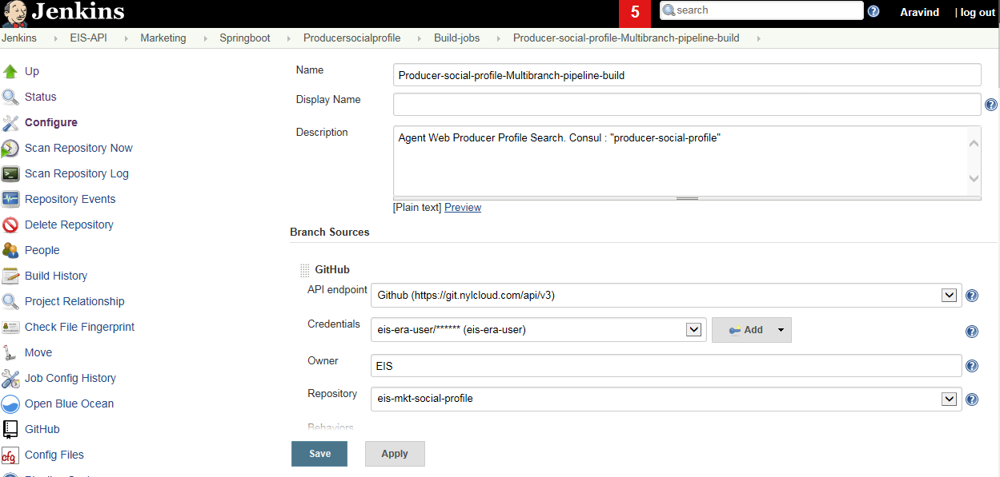 Jenkins
5
search
Aravind
| log out
Jenkins
EIS-API
Marketing
Springboot
Producersocialprofile
Build-jobs
Producer-social-profile-Multibranch-pipeline-build
Up
Status
Configure
Scan Repository Now
Scan Repository Log
Repository Events
Delete Repository
People
Build History
Project Relationship
Check File Fingerprint
Move
Job Config History
Open Blue Ocean
GitHub
cfg
Config Files
Name
Producer-social-profile-Multibranch-pipeline-build
Display Name
Description
Agent Web Producer Profile Search. Consul : "producer-social-profile"
[Plain text] Preview
Branch Sources
GitHub
API endpoint
Github (https://git.nylcloud.com/api/v3)
Credentials
eis-era-user/****** (eis-era-user)
Add
Owner
EIS
Repository
eis-mkt-social-profile
Behaviors
Save
Apply